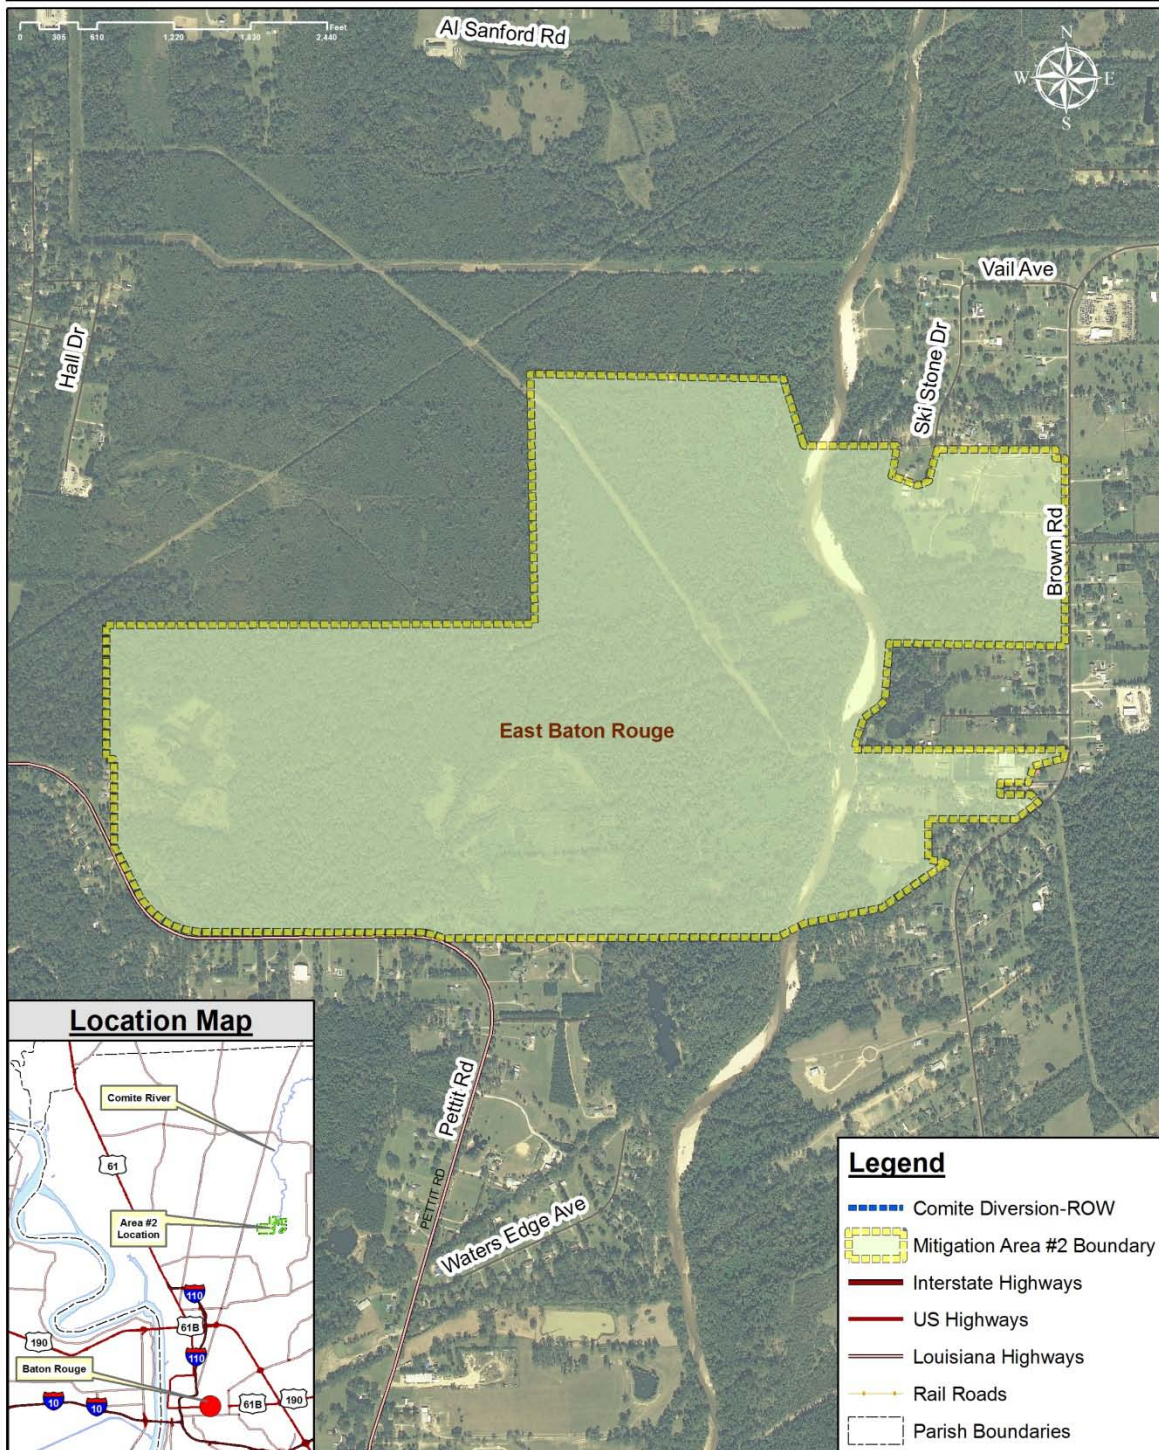 Feet
0 305 610 1,220 1,830 2,440
Al Sanford Rd
N
W E
S
Vail Ave
Ski Stone Dr
Hall Dr
Brown Rd
East Baton Rouge
Pettit Rd
PETTIT RD
Waters Edge Ave
Location Map
Comite River
61
Area #2
Location
110
61B
190
110
Baton Rouge
10
10
61B
190
Legend
Comite Diversion-ROW
Mitigation Area #2 Boundary
Interstate Highways
US Highways
Louisiana Highways
Rail Roads
Parish Boundaries